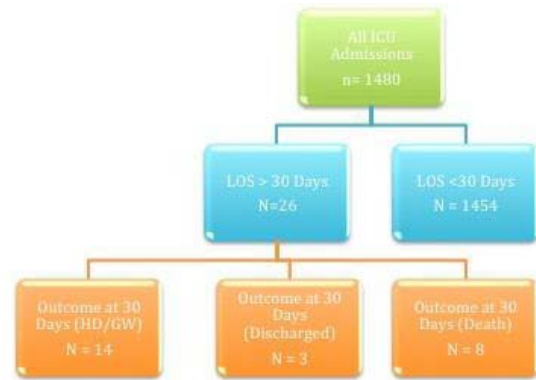 All ICU
Admissions
n= 1480
LOS > 30 Days
N=26
LOS <30 Days
N = 1454
Outcome at 30
Days (HD/GW)
N = 14
Outcome at 30
Days
(Discharged)
N = 3
Outcome at 30
Days (Death)
N = 8